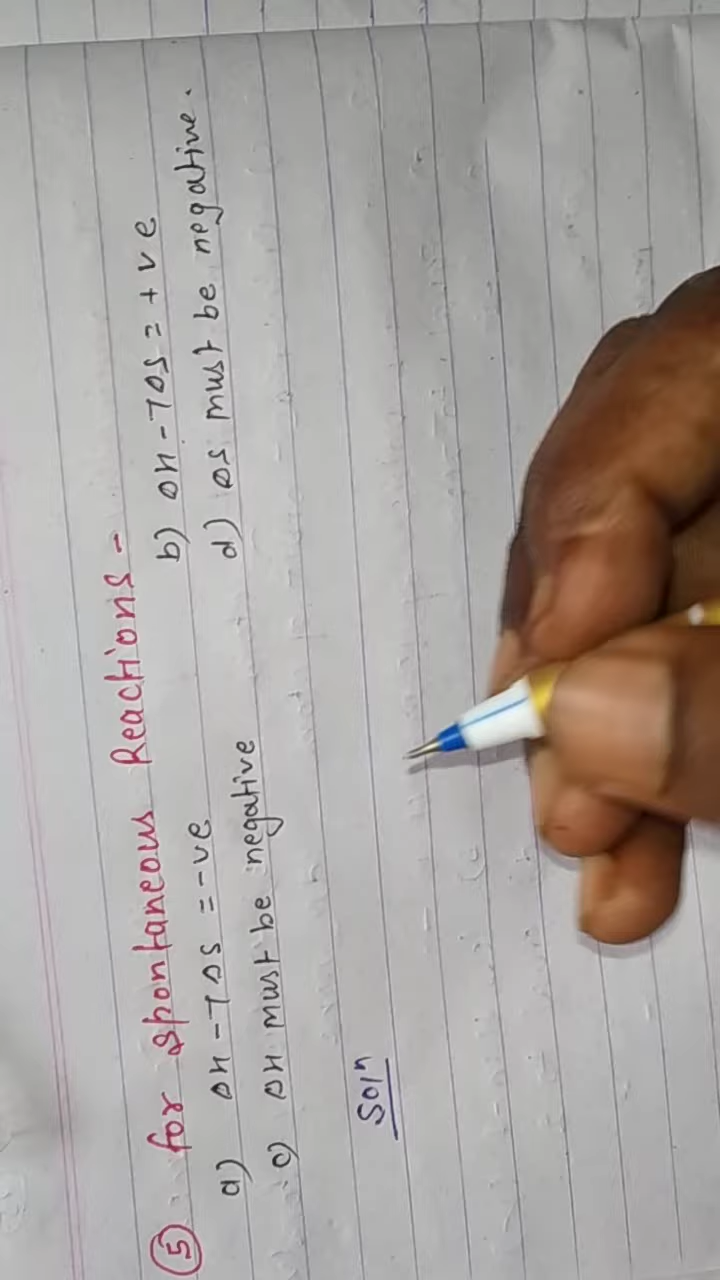 ⑤ for spontaneous Reactions -
a) ΔH - TΔS = -ve b) ΔH - TΔS = +ve
c) ΔH must be negative d) ΔS must be negative.
Soln